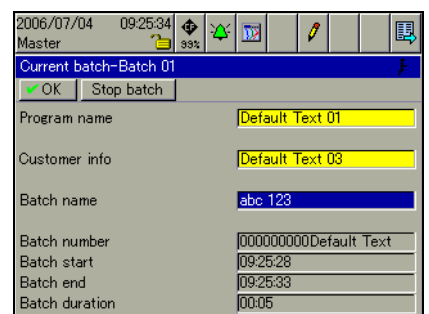 2006/07/04 09:25:34
Master 99%
Current batch-Batch 01
OK Stop batch
Program name Default Text 01
Customer info Default Text 03
Batch name abc 123
Batch number 000000000Default Text
Batch start 09:25:28
Batch end 09:25:33
Batch duration 00:05